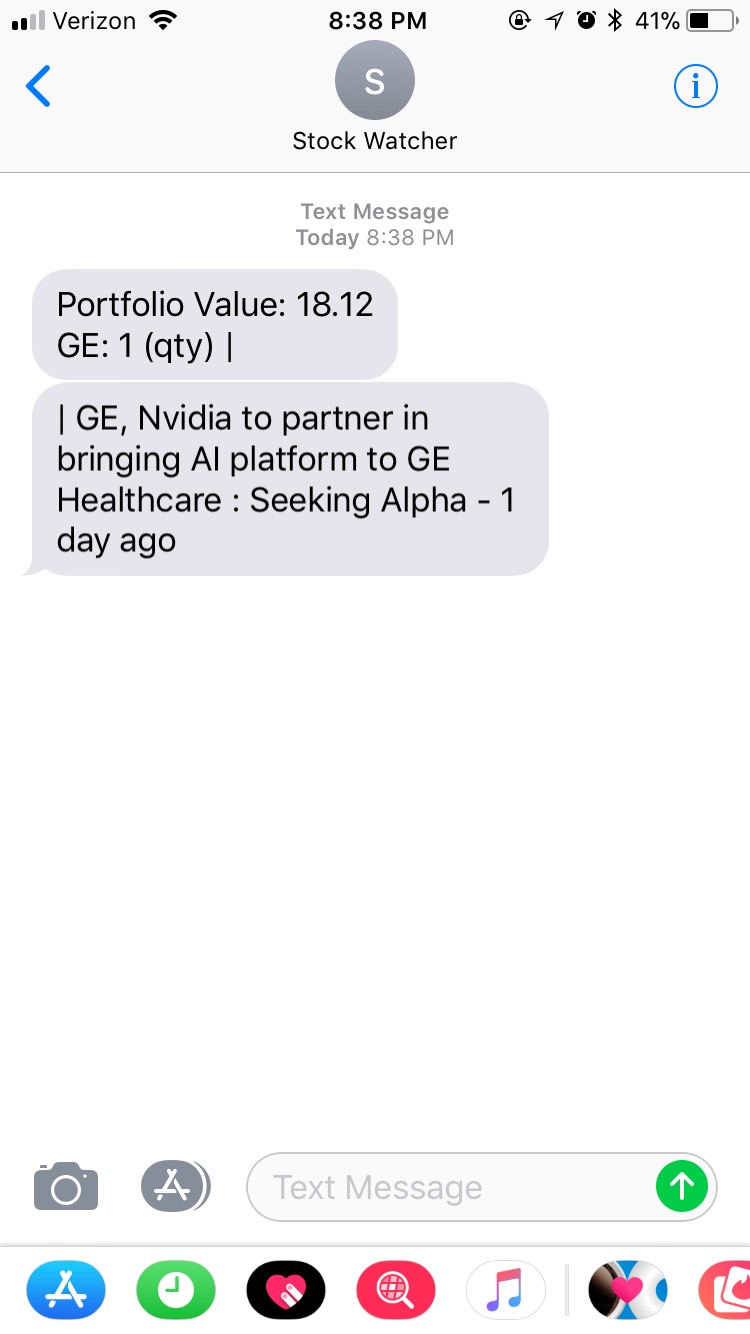 Verizon 8:38 PM 41%
S
i
Stock Watcher
Text Message
Today 8:38 PM
Portfolio Value: 18.12
GE: 1 (qty) |
| GE, Nvidia to partner in
bringing AI platform to GE
Healthcare : Seeking Alpha - 1
day ago
Text Message